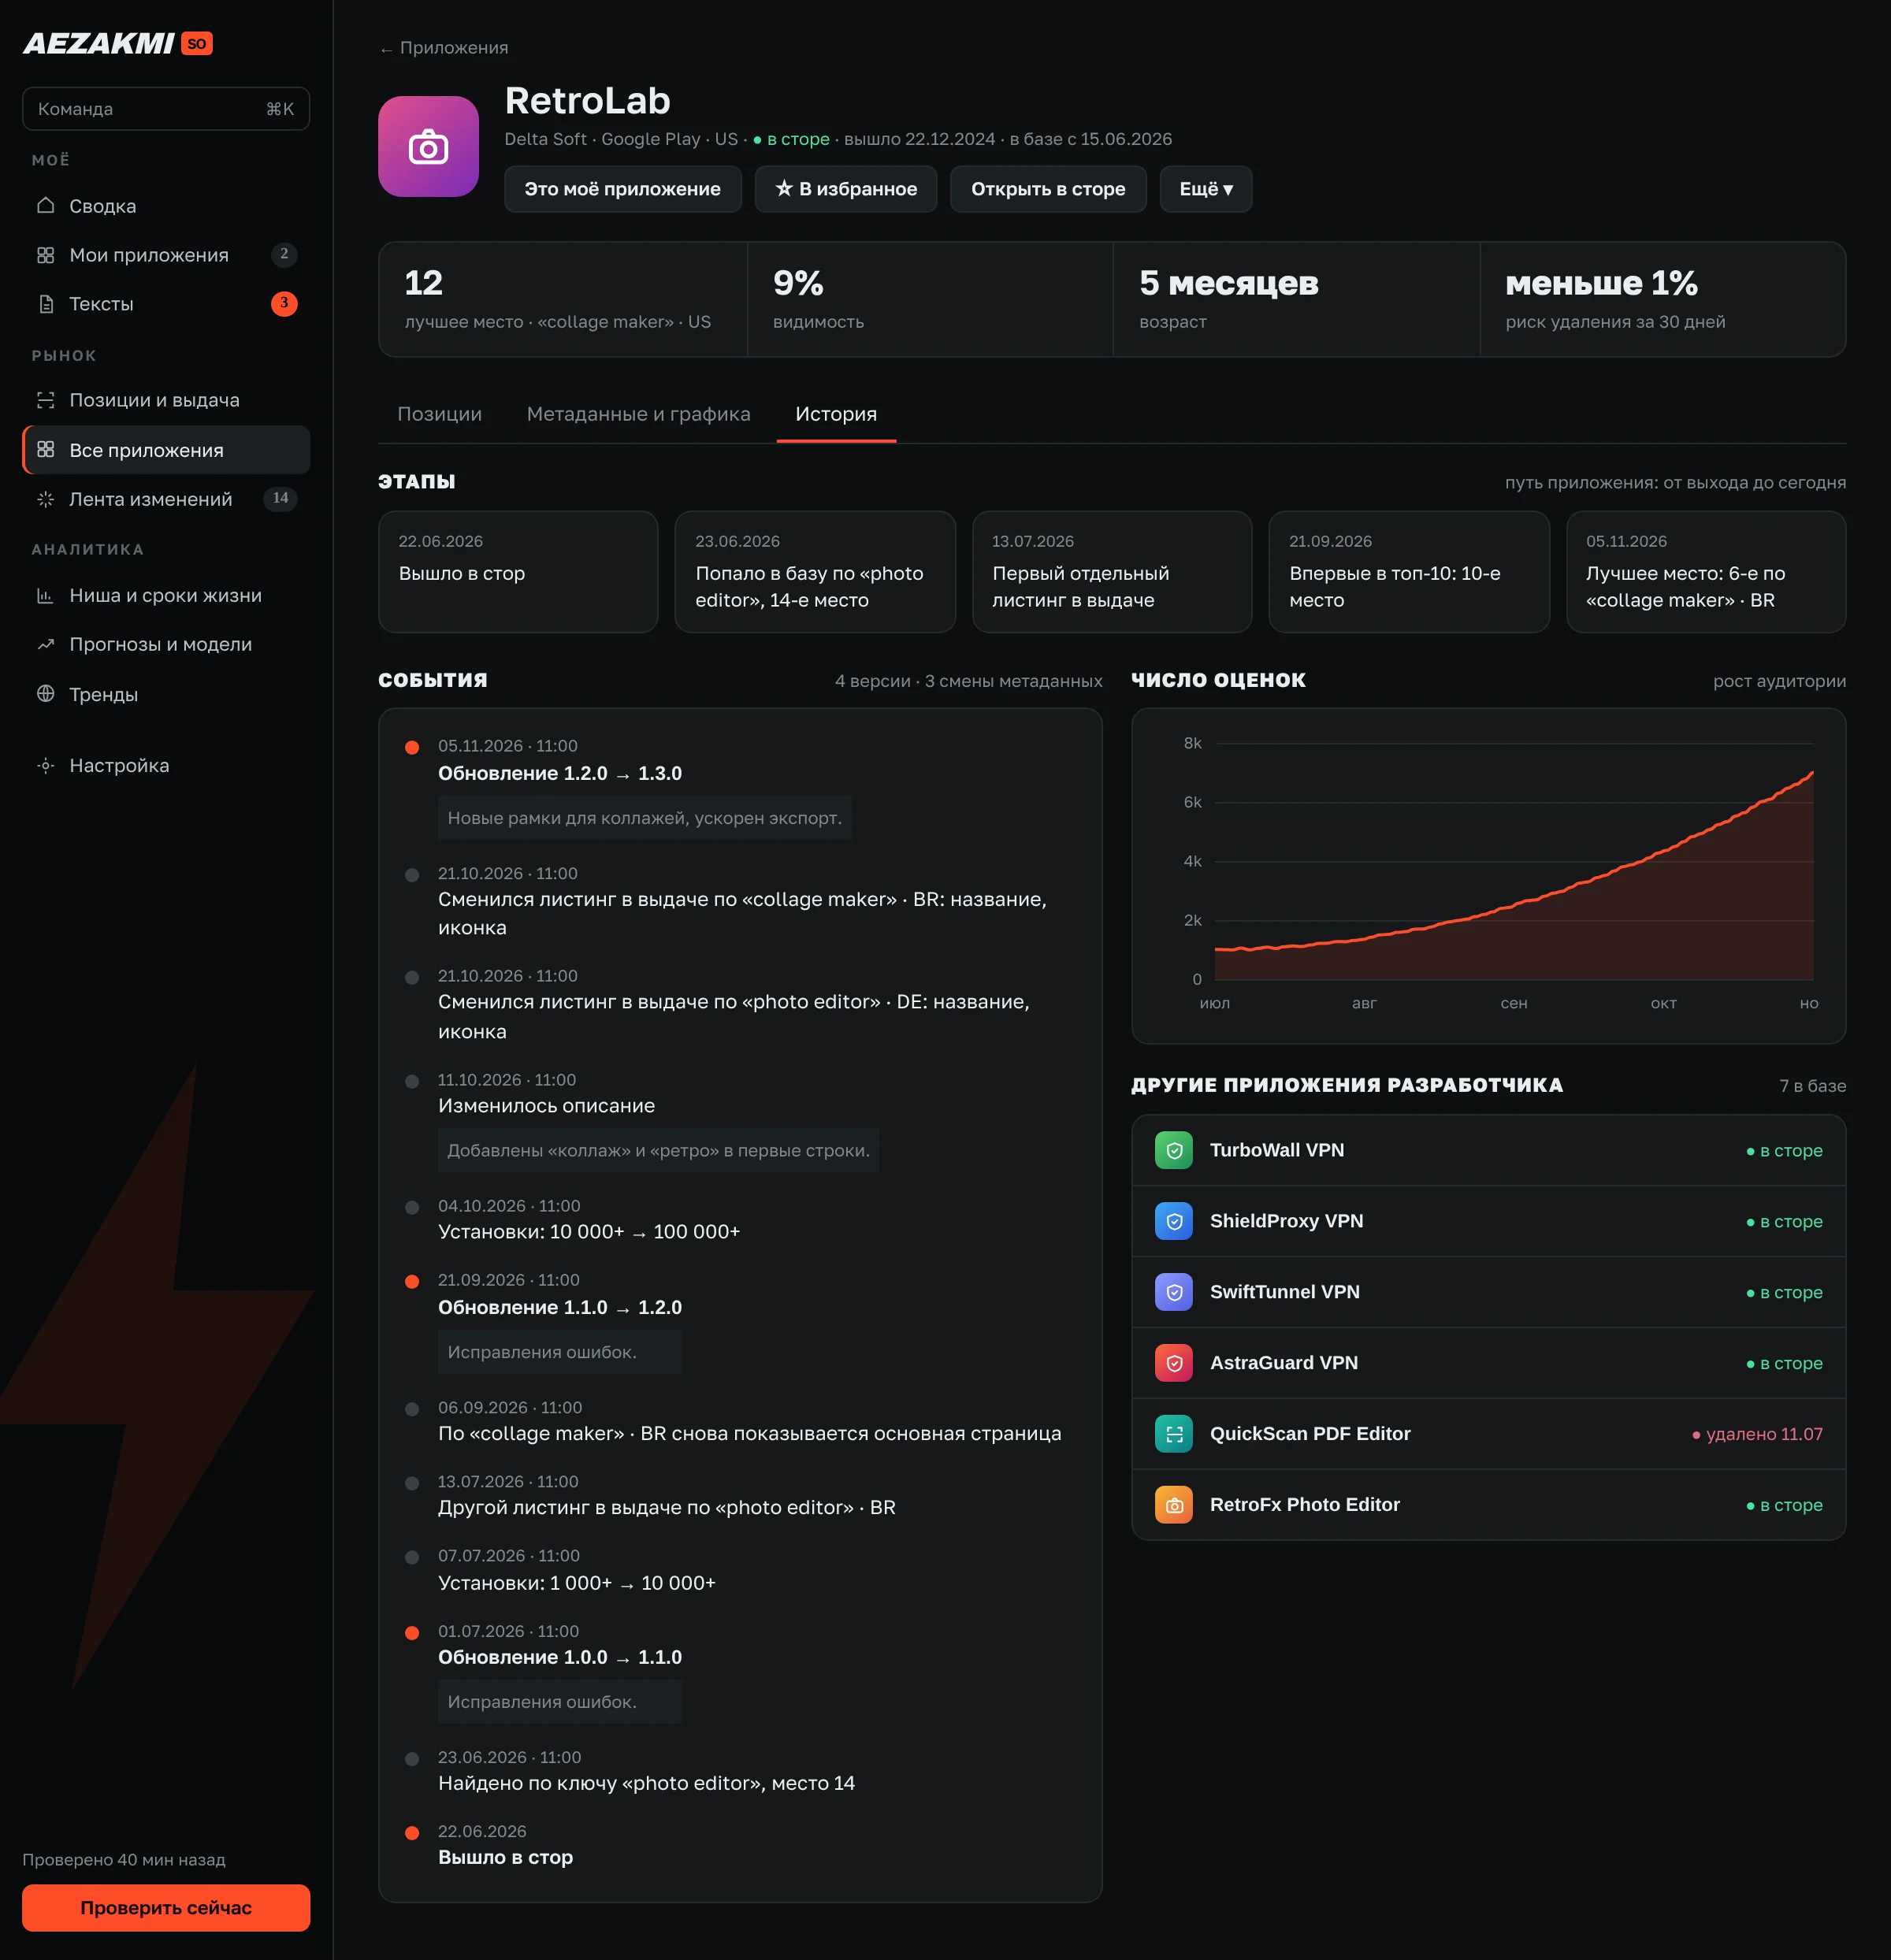 AEZAKMI SO
Команда ⌘K
МОЁ
Сводка
Мои приложения 2
Тексты 3
РЫНОК
Позиции и выдача
Все приложения
Лента изменений 14
АНАЛИТИКА
Ниша и сроки жизни
Прогнозы и модели
Тренды
Настройка
Проверено 40 мин назад
Проверить сейчас
← Приложения
RetroLab
Delta Soft · Google Play · US · ● в сторе · вышло 22.12.2024 · в базе с 15.06.2026
Это моё приложение
☆ В избранное
Открыть в сторе
Ещё ▾
12
лучшее место · «collage maker» · US
9%
видимость
5 месяцев
возраст
меньше 1%
риск удаления за 30 дней
Позиции
Метаданные и графика
История
ЭТАПЫ
путь приложения: от выхода до сегодня
22.06.2026
Вышло в стор
23.06.2026
Попало в базу по «photo
editor», 14-е место
13.07.2026
Первый отдельный
листинг в выдаче
21.09.2026
Впервые в топ-10: 10-е
место
05.11.2026
Лучшее место: 6-е по
«collage maker» · BR
СОБЫТИЯ
4 версии · 3 смены метаданных
05.11.2026 · 11:00
Обновление 1.2.0 → 1.3.0
Новые рамки для коллажей, ускорен экспорт.
21.10.2026 · 11:00
Сменился листинг в выдаче по «collage maker» · BR: название,
иконка
21.10.2026 · 11:00
Сменился листинг в выдаче по «photo editor» · DE: название,
иконка
11.10.2026 · 11:00
Изменилось описание
Добавлены «коллаж» и «ретро» в первые строки.
04.10.2026 · 11:00
Установки: 10 000+ → 100 000+
21.09.2026 · 11:00
Обновление 1.1.0 → 1.2.0
Исправления ошибок.
06.09.2026 · 11:00
По «collage maker» · BR снова показывается основная страница
13.07.2026 · 11:00
Другой листинг в выдаче по «photo editor» · BR
07.07.2026 · 11:00
Установки: 1 000+ → 10 000+
01.07.2026 · 11:00
Обновление 1.0.0 → 1.1.0
Исправления ошибок.
23.06.2026 · 11:00
Найдено по ключу «photo editor», место 14
22.06.2026
Вышло в стор
ЧИСЛО ОЦЕНОК
рост аудитории
8k
6k
4k
2k
0
июл авг сен окт но
ДРУГИЕ ПРИЛОЖЕНИЯ РАЗРАБОТЧИКА
7 в базе
TurboWall VPN ● в сторе
ShieldProxy VPN ● в сторе
SwiftTunnel VPN ● в сторе
AstraGuard VPN ● в сторе
QuickScan PDF Editor ● удалено 11.07
RetroFx Photo Editor ● в сторе